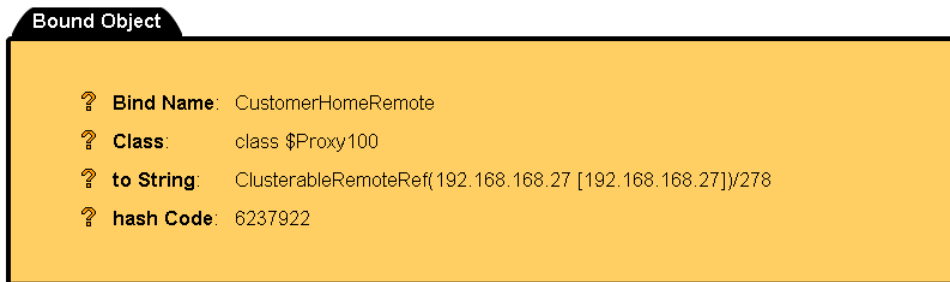 Bound Object
? Bind Name: CustomerHomeRemote
? Class: class $Proxy100
? to String: ClusterableRemoteRef(192.168.168.27 [192.168.168.27])/278
? hash Code: 6237922